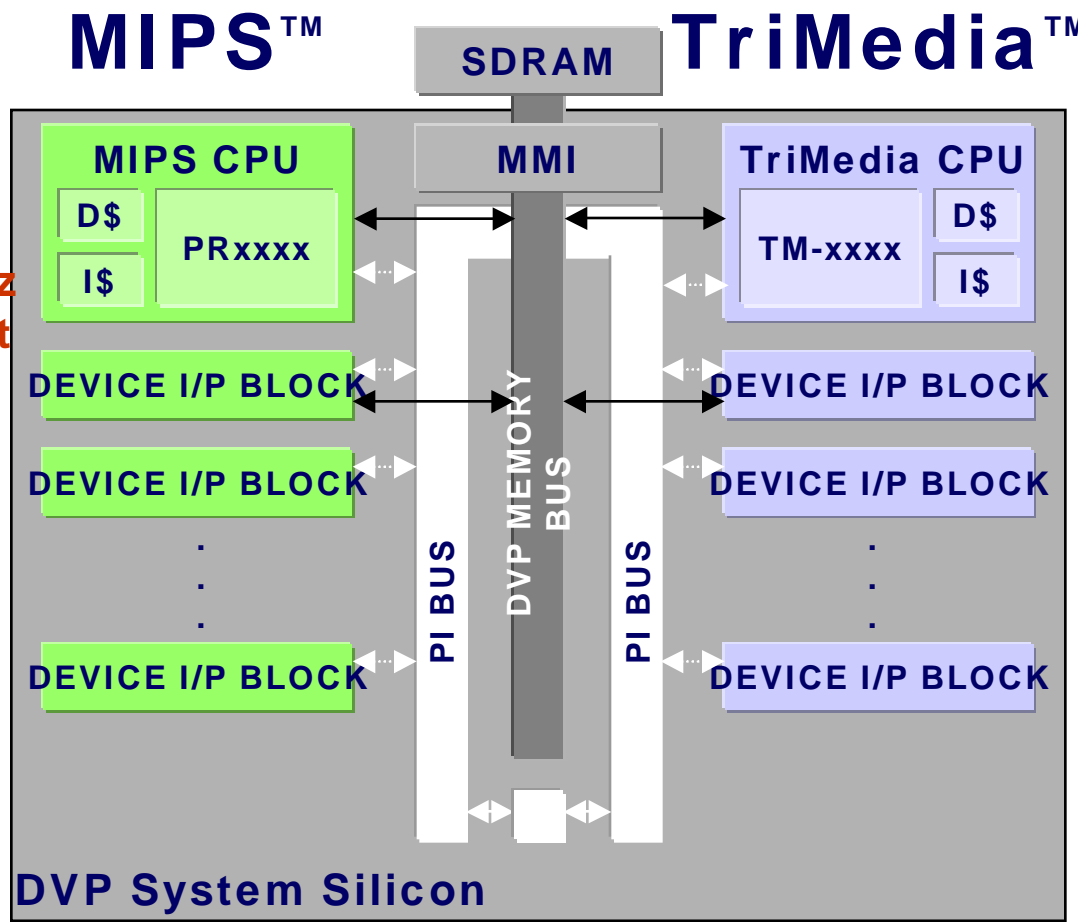 MIPS™
TriMedia™
SDRAM
MIPS CPU
D$
I$
PRxxxx
MMI
TriMedia CPU
TM-xxxx
D$
I$
z
t
DEVICE I/P BLOCK
DEVICE I/P BLOCK
.
.
.
DEVICE I/P BLOCK
PI BUS
DVP MEMORY
BUS
PI BUS
DEVICE I/P BLOCK
DEVICE I/P BLOCK
.
.
.
DEVICE I/P BLOCK
DVP System Silicon